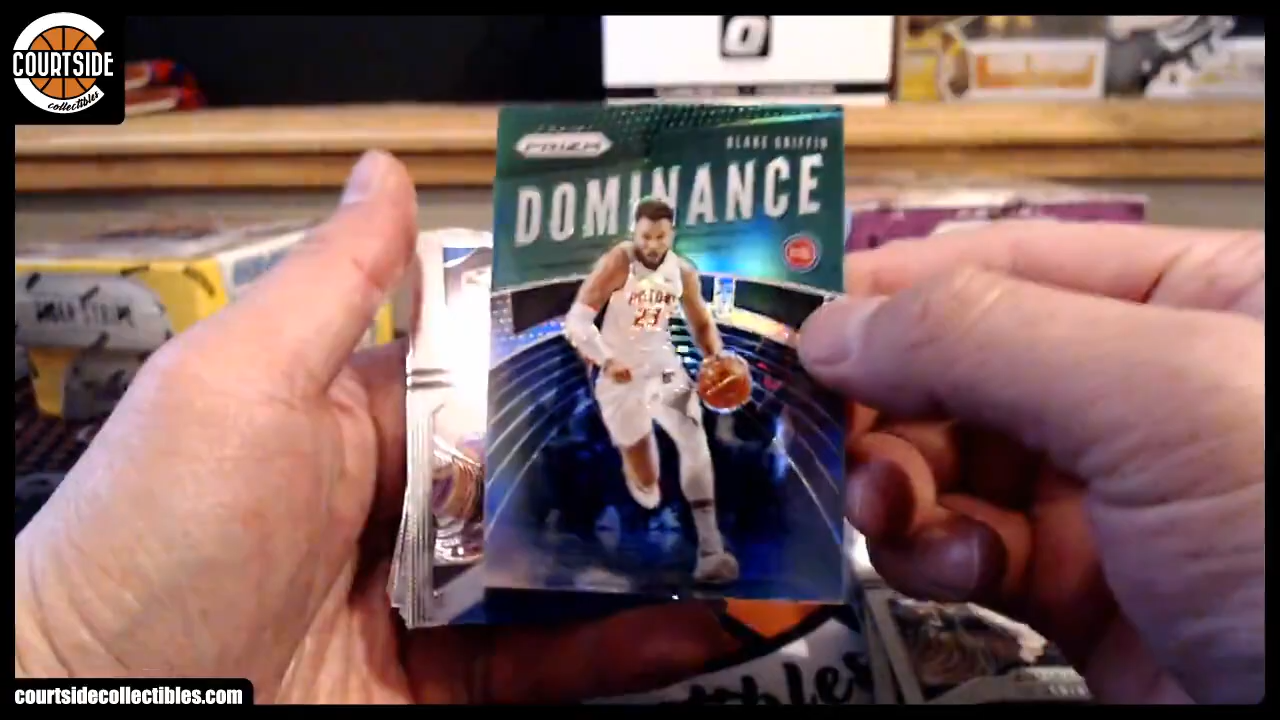 COURTSIDE
collectibles
PRIZM
BLAKE GRIFFIN
DOMINANCE
PISTONS
23
courtsidecollectibles.com